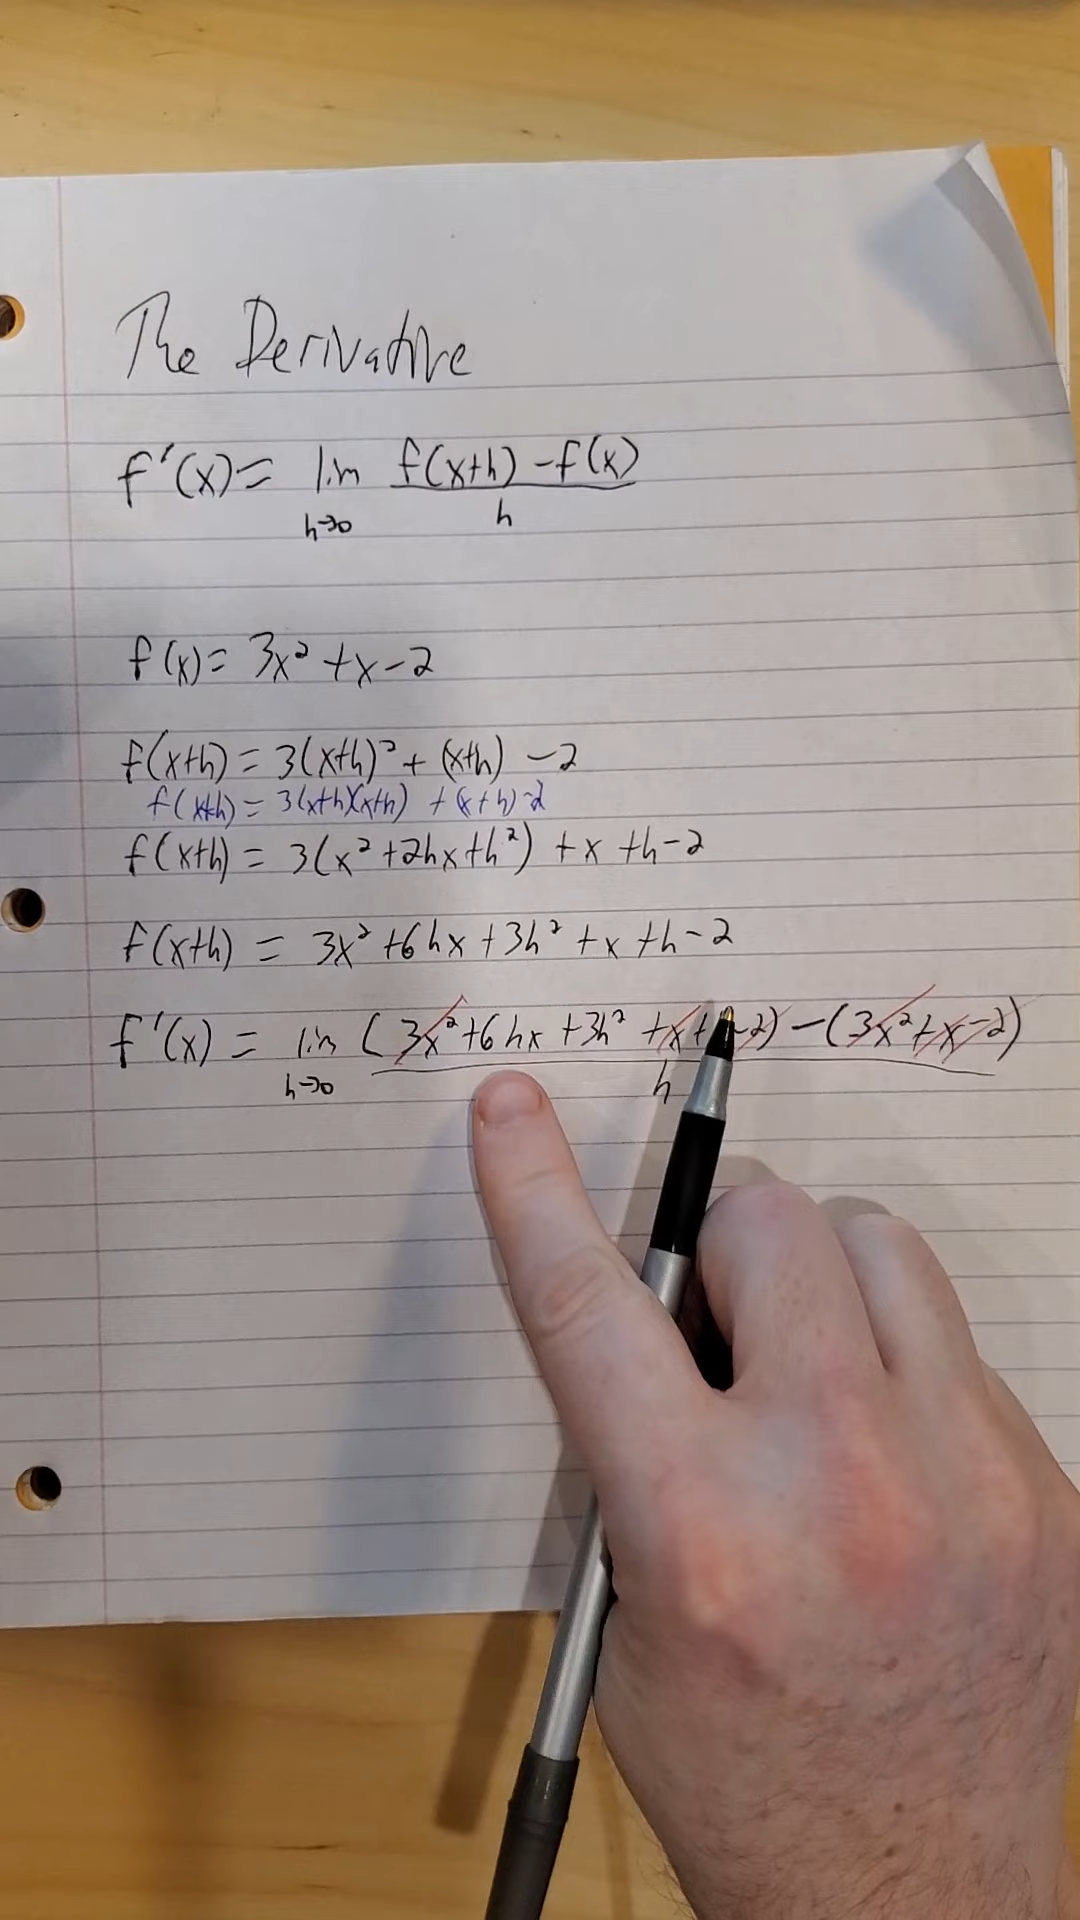 The Derivative
f'(x) = lim f(x+h) - f(x)
h→0 h
f(x) = 3x² + x - 2
f(x+h) = 3(x+h)² + (x+h) - 2
f(x+h) = 3(x+h)(x+h) + (x+h) - 2
f(x+h) = 3(x² + 2hx + h²) + x + h - 2
f(x+h) = 3x² + 6hx + 3h² + x + h - 2
f'(x) = lim (3x² + 6hx + 3h² + x + - 2) - (3x² + x - 2)
h→0 h